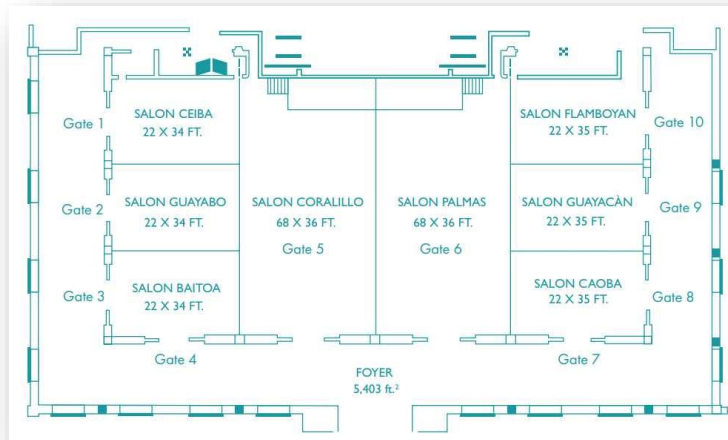 Gate 1
SALON CEIBA
22 X 34 FT.
SALON FLAMBOYAN
22 X 35 FT.
Gate 10
Gate 2
SALON GUAYABO
22 X 34 FT.
SALON CORALILLO
68 X 36 FT.
Gate 5
SALON PALMAS
68 X 36 FT.
Gate 6
SALON GUAYACÀN
22 X 35 FT.
Gate 9
Gate 3
SALON BAITOA
22 X 34 FT.
SALON CAOBA
22 X 35 FT.
Gate 8
Gate 4
Gate 7
FOYER
5,403 ft.²